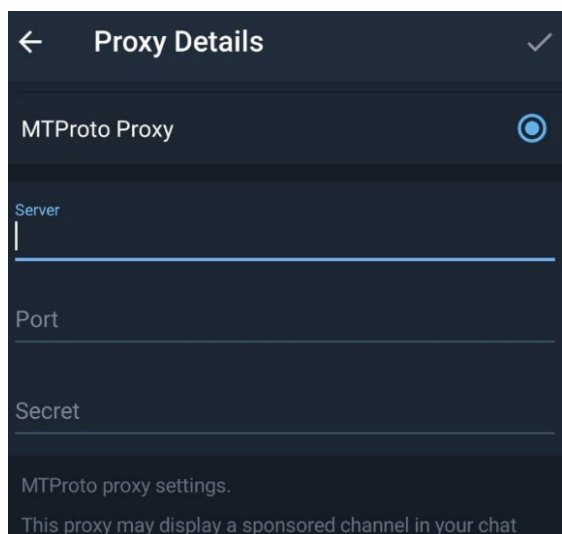 Proxy Details
MTProto Proxy
Server
Port
Secret
MTProto proxy settings.
This proxy may display a sponsored channel in your chat